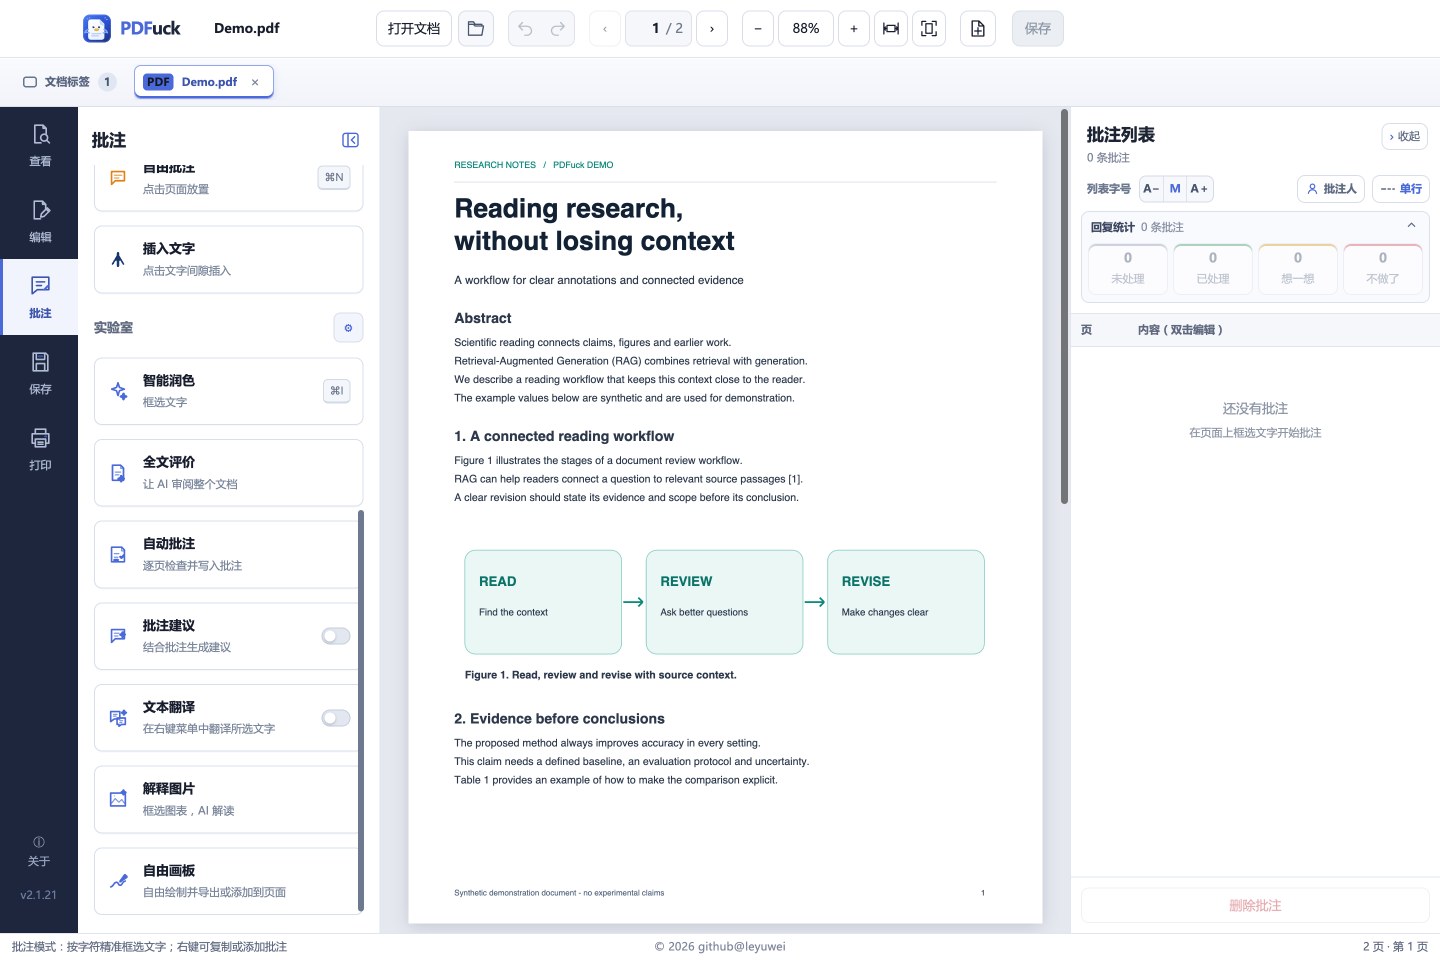 PDFuck
Demo.pdf
打开文档
1 / 2
88%
保存
文档标签 1
PDF Demo.pdf ×
查看
编辑
批注
保存
打印
关于
v2.1.21
批注
自由批注
点击页面放置
⌘N
插入文字
点击文字间隙插入
实验室
智能润色
框选文字
⌘I
全文评价
让 AI 审阅整个文档
自动批注
逐页检查并写入批注
批注建议
结合批注生成建议
文本翻译
在右键菜单中翻译所选文字
解释图片
框选图表，AI 解读
自由画板
自由绘制并导出或添加到页面
RESEARCH NOTES / PDFuck DEMO
Reading research,
without losing context
A workflow for clear annotations and connected evidence
Abstract
Scientific reading connects claims, figures and earlier work.
Retrieval-Augmented Generation (RAG) combines retrieval with generation.
We describe a reading workflow that keeps this context close to the reader.
The example values below are synthetic and are used for demonstration.
1. A connected reading workflow
Figure 1 illustrates the stages of a document review workflow.
RAG can help readers connect a question to relevant source passages [1].
A clear revision should state its evidence and scope before its conclusion.
READ
Find the context
REVIEW
Ask better questions
REVISE
Make changes clear
Figure 1. Read, review and revise with source context.
2. Evidence before conclusions
The proposed method always improves accuracy in every setting.
This claim needs a defined baseline, an evaluation protocol and uncertainty.
Table 1 provides an example of how to make the comparison explicit.
Synthetic demonstration document - no experimental claims
1
批注列表
› 收起
0 条批注
列表字号 A− M A+
批注人
--- 单行
回复统计 0 条批注
0
未处理
0
已处理
0
想一想
0
不做了
页 内容（双击编辑）
还没有批注
在页面上框选文字开始批注
删除批注
批注模式：按字符精准框选文字；右键可复制或添加批注
© 2026 github@leyuwei
2 页 · 第 1 页